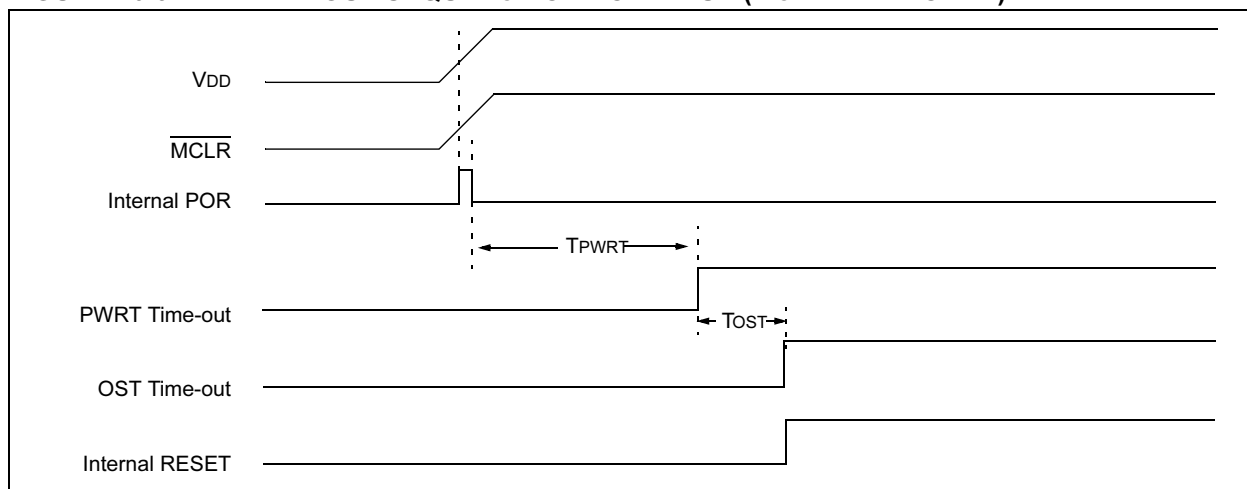 VDD
MCLR
Internal POR
TPWRT
PWRT Time-out
TOST
OST Time-out
Internal RESET